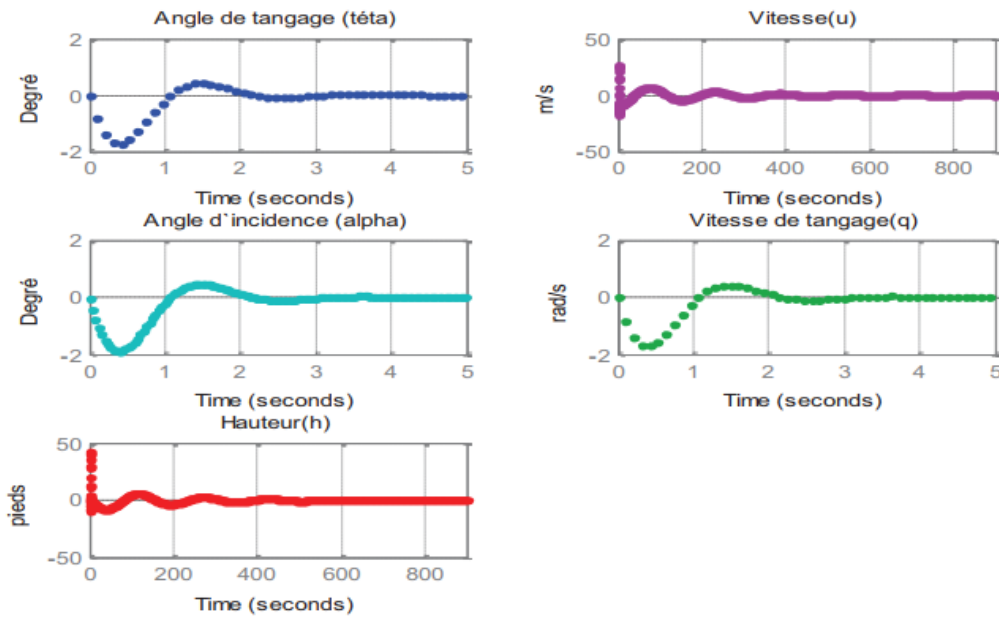 Angle de tangage (téta)
Degré
2
0
-2
0 1 2 3 4 5
Time (seconds)
Vitesse(u)
m/s
50
0
-50
0 200 400 600 800
Time (seconds)
Angle d`incidence (alpha)
Degré
2
0
-2
0 1 2 3 4 5
Time (seconds)
Vitesse de tangage(q)
rad/s
2
0
-2
0 1 2 3 4 5
Time (seconds)
Hauteur(h)
pieds
50
0
-50
0 200 400 600 800
Time (seconds)